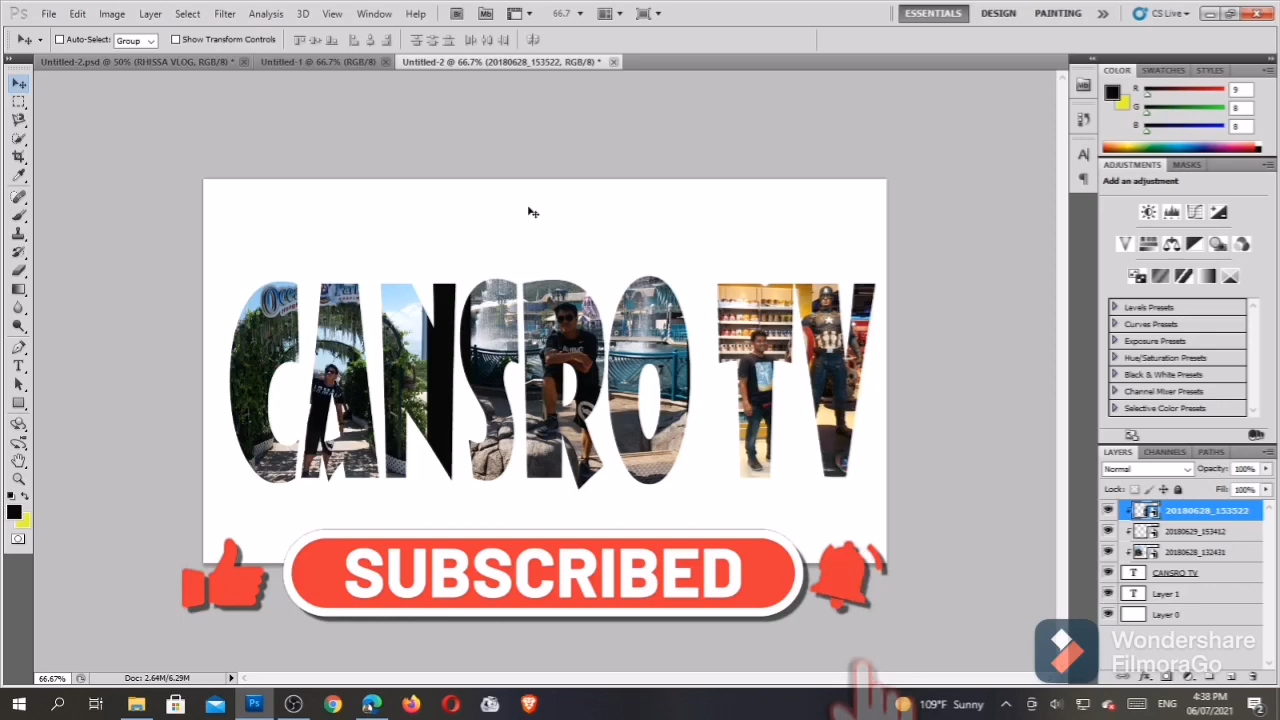 Ps File Edit Image Layer Select Filter Analysis 3D View Window Help Br Mb 66.7 ESSENTIALS DESIGN PAINTING CS Live
Auto-Select: Group Show Transform Controls
Untitled-2.psd @ 50% (RHISSA VLOG, RGB/8) * Untitled-1 @ 66.7% (RGB/8) Untitled-2 @ 66.7% (20180628_153522, RGB/8) *
COLOR SWATCHES STYLES
R 9
G 8
B 8
ADJUSTMENTS MASKS
Add an adjustment
CANSRO TV
Levels Presets
Curves Presets
Exposure Presets
Hue/Saturation Presets
Black & White Presets
Channel Mixer Presets
Selective Color Presets
LAYERS CHANNELS PATHS
Normal Opacity: 100%
Lock: Fill: 100%
20180628_153522
20180629_153412
20180628_132431
T CANSRO TV
T Layer 1
Layer 0
SUBSCRIBED
Wondershare
FilmoraGo
66.67% Doc: 2.64M/6.29M
109°F Sunny ENG 4:38 PM
06/07/2021 2